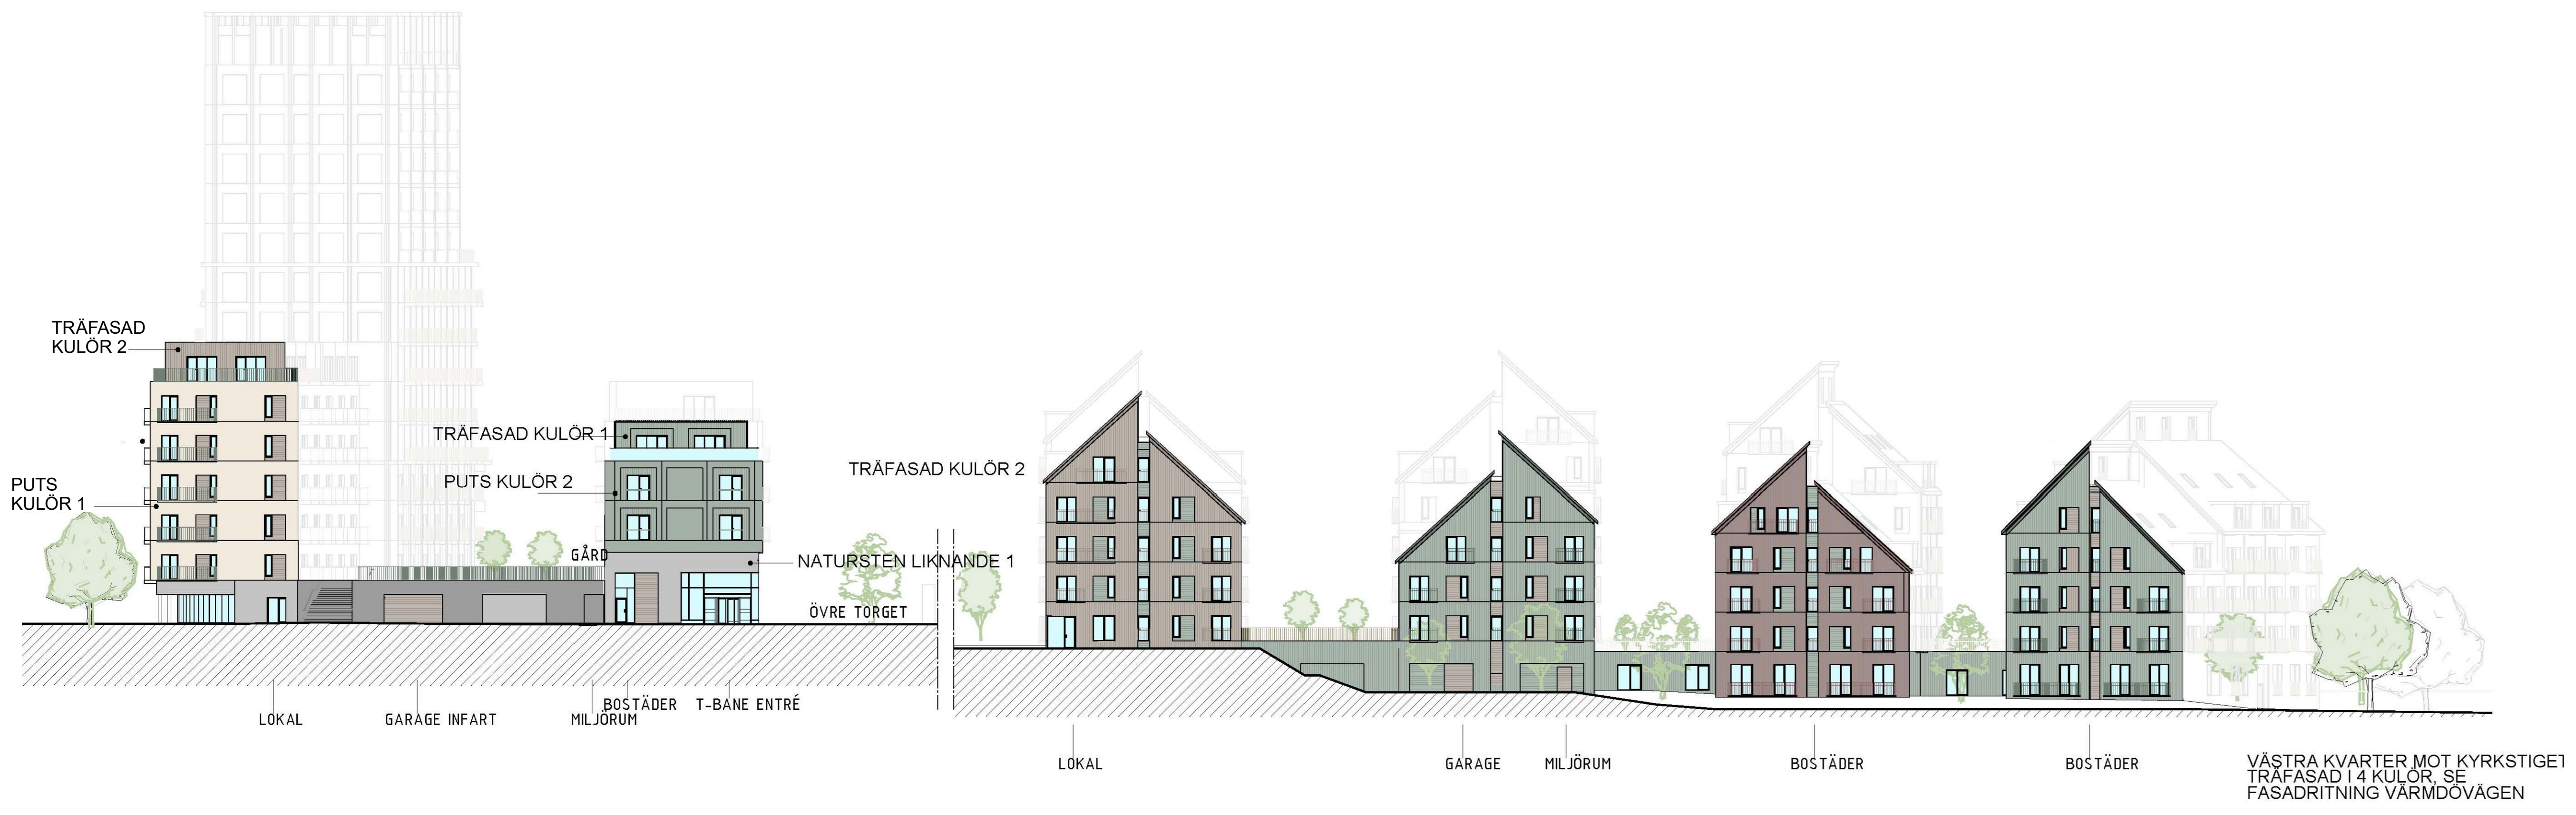 TRÄFASAD
KULÖR 2
PUTS
KULÖR 1
TRÄFASAD KULÖR 1
PUTS KULÖR 2
GÅRD
NATURSTEN LIKNANDE 1
ÖVRE TORGET
LOKAL
GARAGE INFART
MILJÖRUM
BOSTÄDER
T-BANE ENTRÉ
TRÄFASAD KULÖR 2
LOKAL
GARAGE
MILJÖRUM
BOSTÄDER
BOSTÄDER
VÄSTRA KVARTER MOT KYRKSTIGET
TRÄFASAD I 4 KULÖR, SE
FASADRITNING VÄRMDÖVÄGEN